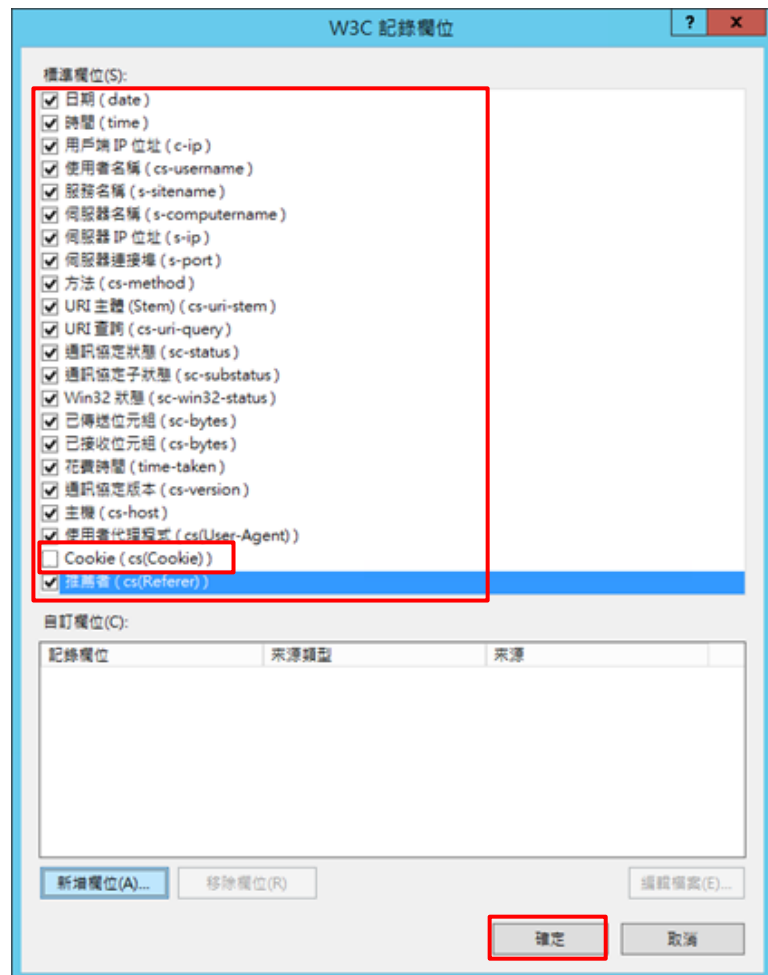 W3C 記錄欄位
? x
標準欄位(S):
日期 ( date )
時間 ( time )
用戶端 IP 位址 ( c-ip )
使用者名稱 ( cs-username )
服務名稱 ( s-sitename )
伺服器名稱 ( s-computername )
伺服器 IP 位址 ( s-ip )
伺服器連接埠 ( s-port )
方法 ( cs-method )
URI 主體 (Stem) ( cs-uri-stem )
URI 查詢 ( cs-uri-query )
通訊協定狀態 ( sc-status )
通訊協定子狀態 ( sc-substatus )
Win32 狀態 ( sc-win32-status )
已傳送位元組 ( sc-bytes )
已接收位元組 ( cs-bytes )
花費時間 ( time-taken )
通訊協定版本 ( cs-version )
主機 ( cs-host )
使用者代理程式 ( cs(User-Agent) )
Cookie ( cs(Cookie) )
推薦者 ( cs(Referer) )
自訂欄位(C):
記錄欄位 來源類型 來源
新增欄位(A)... 移除欄位(R) 編輯檔案(E)...
確定 取消